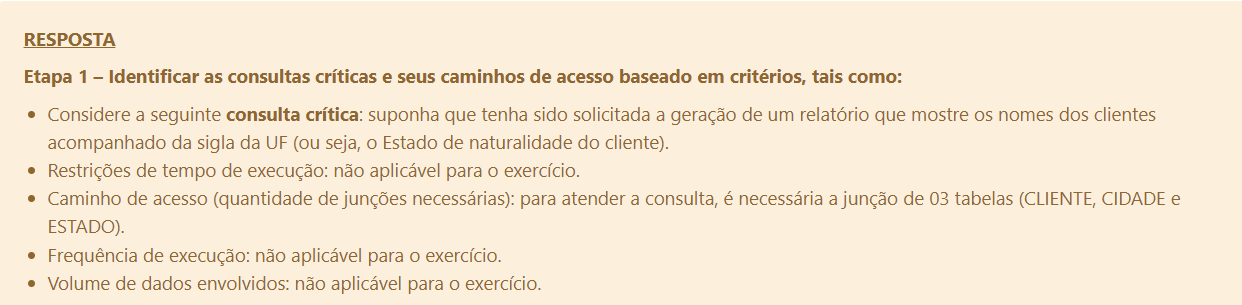 RESPOSTA
Etapa 1 – Identificar as consultas críticas e seus caminhos de acesso baseado em critérios, tais como:
• Considere a seguinte consulta crítica: suponha que tenha sido solicitada a geração de um relatório que mostre os nomes dos clientes
acompanhado da sigla da UF (ou seja, o Estado de naturalidade do cliente).
• Restrições de tempo de execução: não aplicável para o exercício.
• Caminho de acesso (quantidade de junções necessárias): para atender a consulta, é necessária a junção de 03 tabelas (CLIENTE, CIDADE e
ESTADO).
• Frequência de execução: não aplicável para o exercício.
• Volume de dados envolvidos: não aplicável para o exercício.